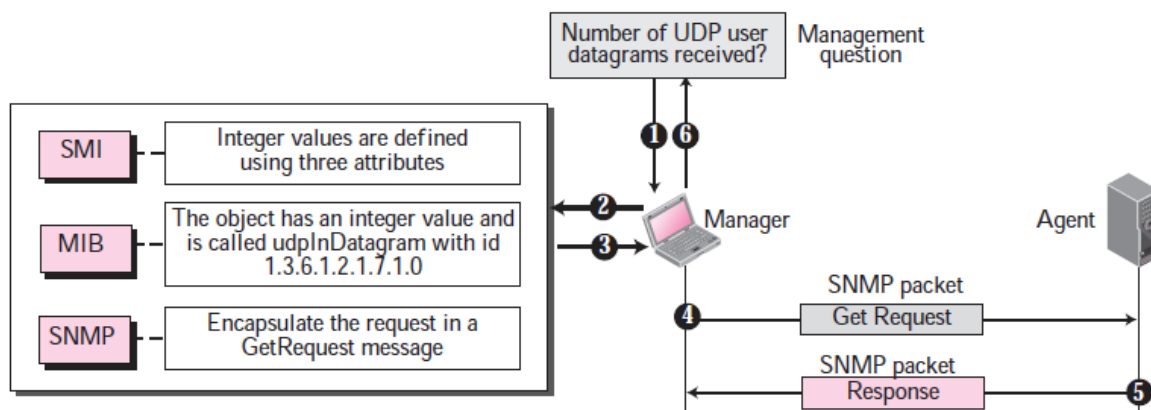 Number of UDP user
datagrams received?
Management
question
1
6
SMI
Integer values are defined
using three attributes
2
Manager
Agent
MIB
The object has an integer value and
is called udpInDatagram with id
1.3.6.1.2.1.7.1.0
3
SNMP packet
4
Get Request
SNMP
Encapsulate the request in a
GetRequest message
SNMP packet
Response
5